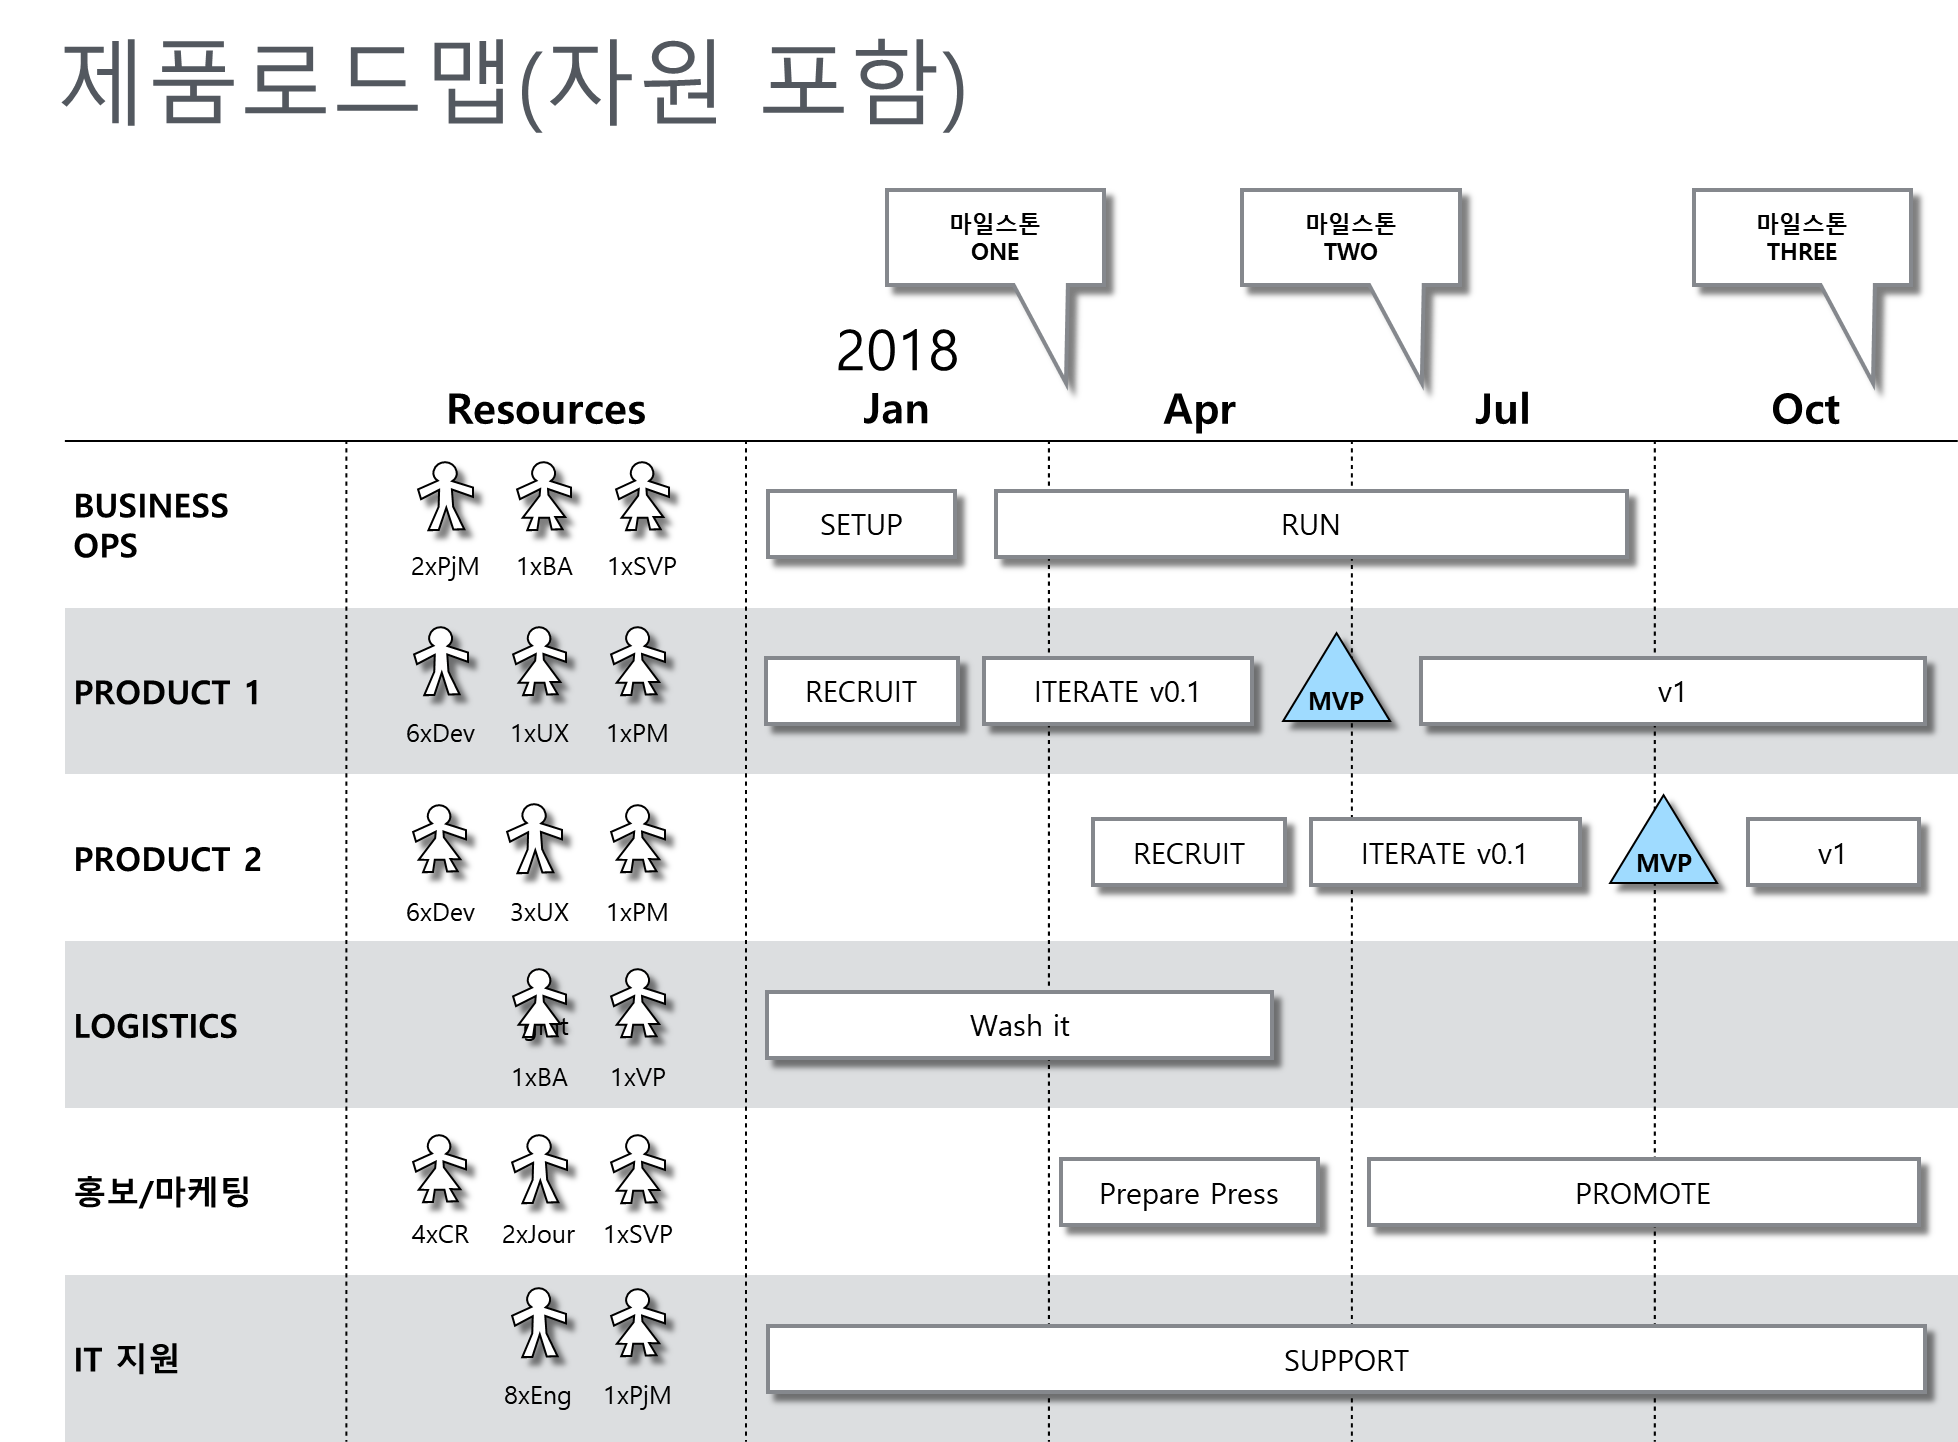 제품로드맵(자원 포함)
마일스톤
ONE
마일스톤
TWO
마일스톤
THREE
2018
Resources Jan Apr Jul Oct
BUSINESS
OPS
2xPjM 1xBA 1xSVP
SETUP RUN
PRODUCT 1
6xDev 1xUX 1xPM
RECRUIT ITERATE v0.1 MVP v1
PRODUCT 2
6xDev 3xUX 1xPM
RECRUIT ITERATE v0.1 MVP v1
LOGISTICS
1xBA 1xVP
Wash it
홍보/마케팅
4xCR 2xJour 1xSVP
Prepare Press PROMOTE
IT 지원
8xEng 1xPjM
SUPPORT